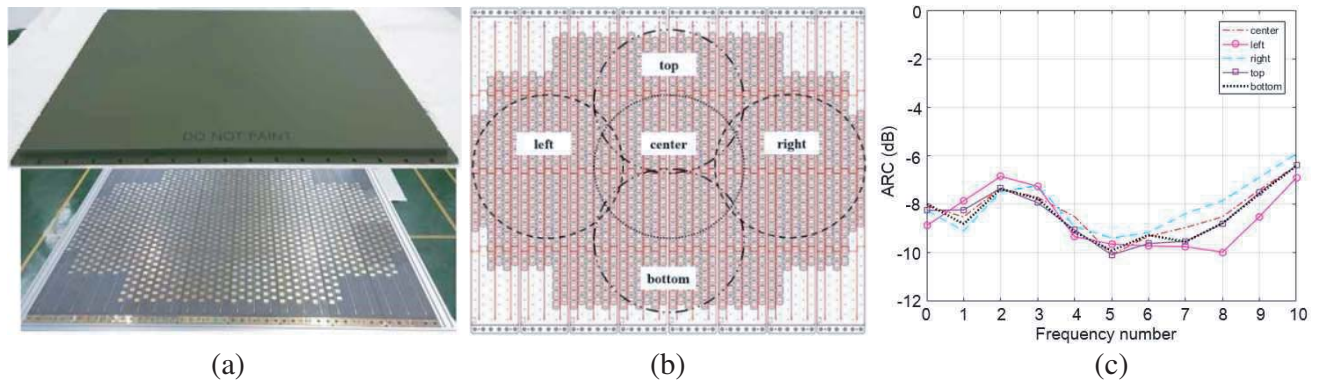 DO NOT PAINT
top
left
center
right
bottom
0
-2
-4
-6
-8
-10
-12
ARC (dB)
center
left
right
top
bottom
0 1 2 3 4 5 6 7 8 9 10
Frequency number
(a)
(b)
(c)